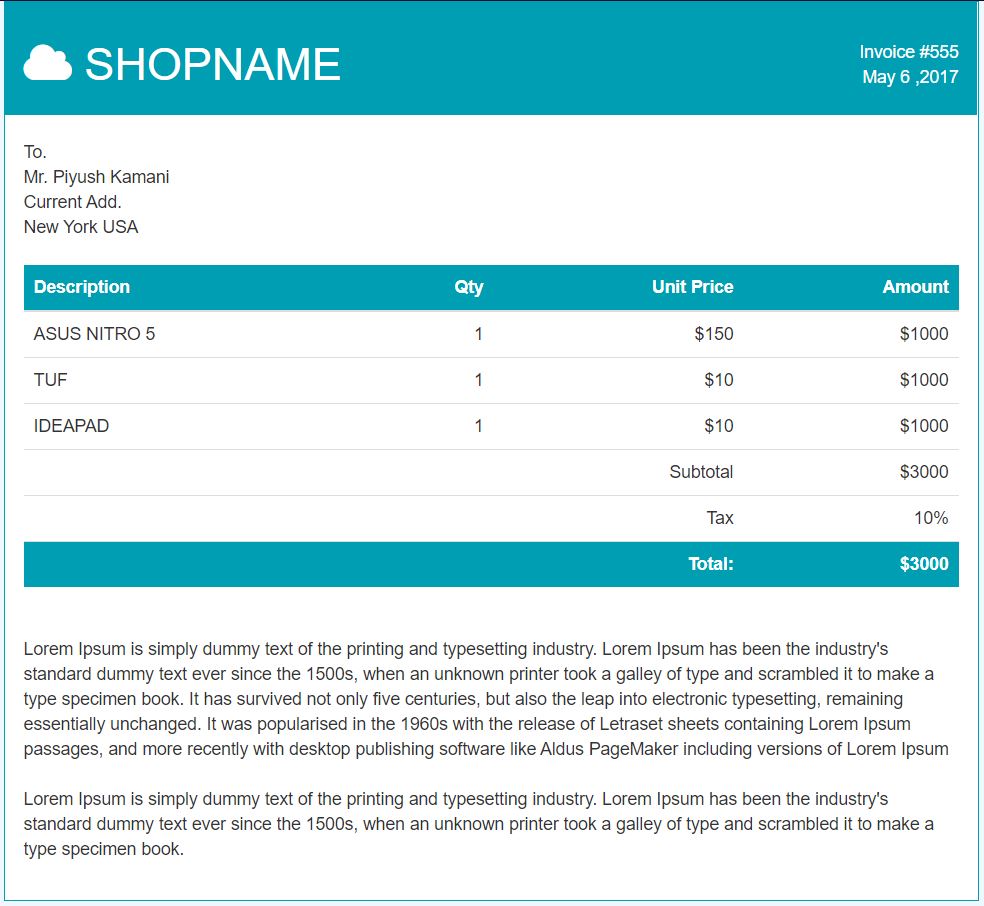 SHOPNAME
Invoice #555
May 6 ,2017
To.
Mr. Piyush Kamani
Current Add.
New York USA
Description Qty Unit Price Amount
ASUS NITRO 5 1 $150 $1000
TUF 1 $10 $1000
IDEAPAD 1 $10 $1000
Subtotal $3000
Tax 10%
Total: $3000
Lorem Ipsum is simply dummy text of the printing and typesetting industry. Lorem Ipsum has been the industry's
standard dummy text ever since the 1500s, when an unknown printer took a galley of type and scrambled it to make a
type specimen book. It has survived not only five centuries, but also the leap into electronic typesetting, remaining
essentially unchanged. It was popularised in the 1960s with the release of Letraset sheets containing Lorem Ipsum
passages, and more recently with desktop publishing software like Aldus PageMaker including versions of Lorem Ipsum
Lorem Ipsum is simply dummy text of the printing and typesetting industry. Lorem Ipsum has been the industry's
standard dummy text ever since the 1500s, when an unknown printer took a galley of type and scrambled it to make a
type specimen book.